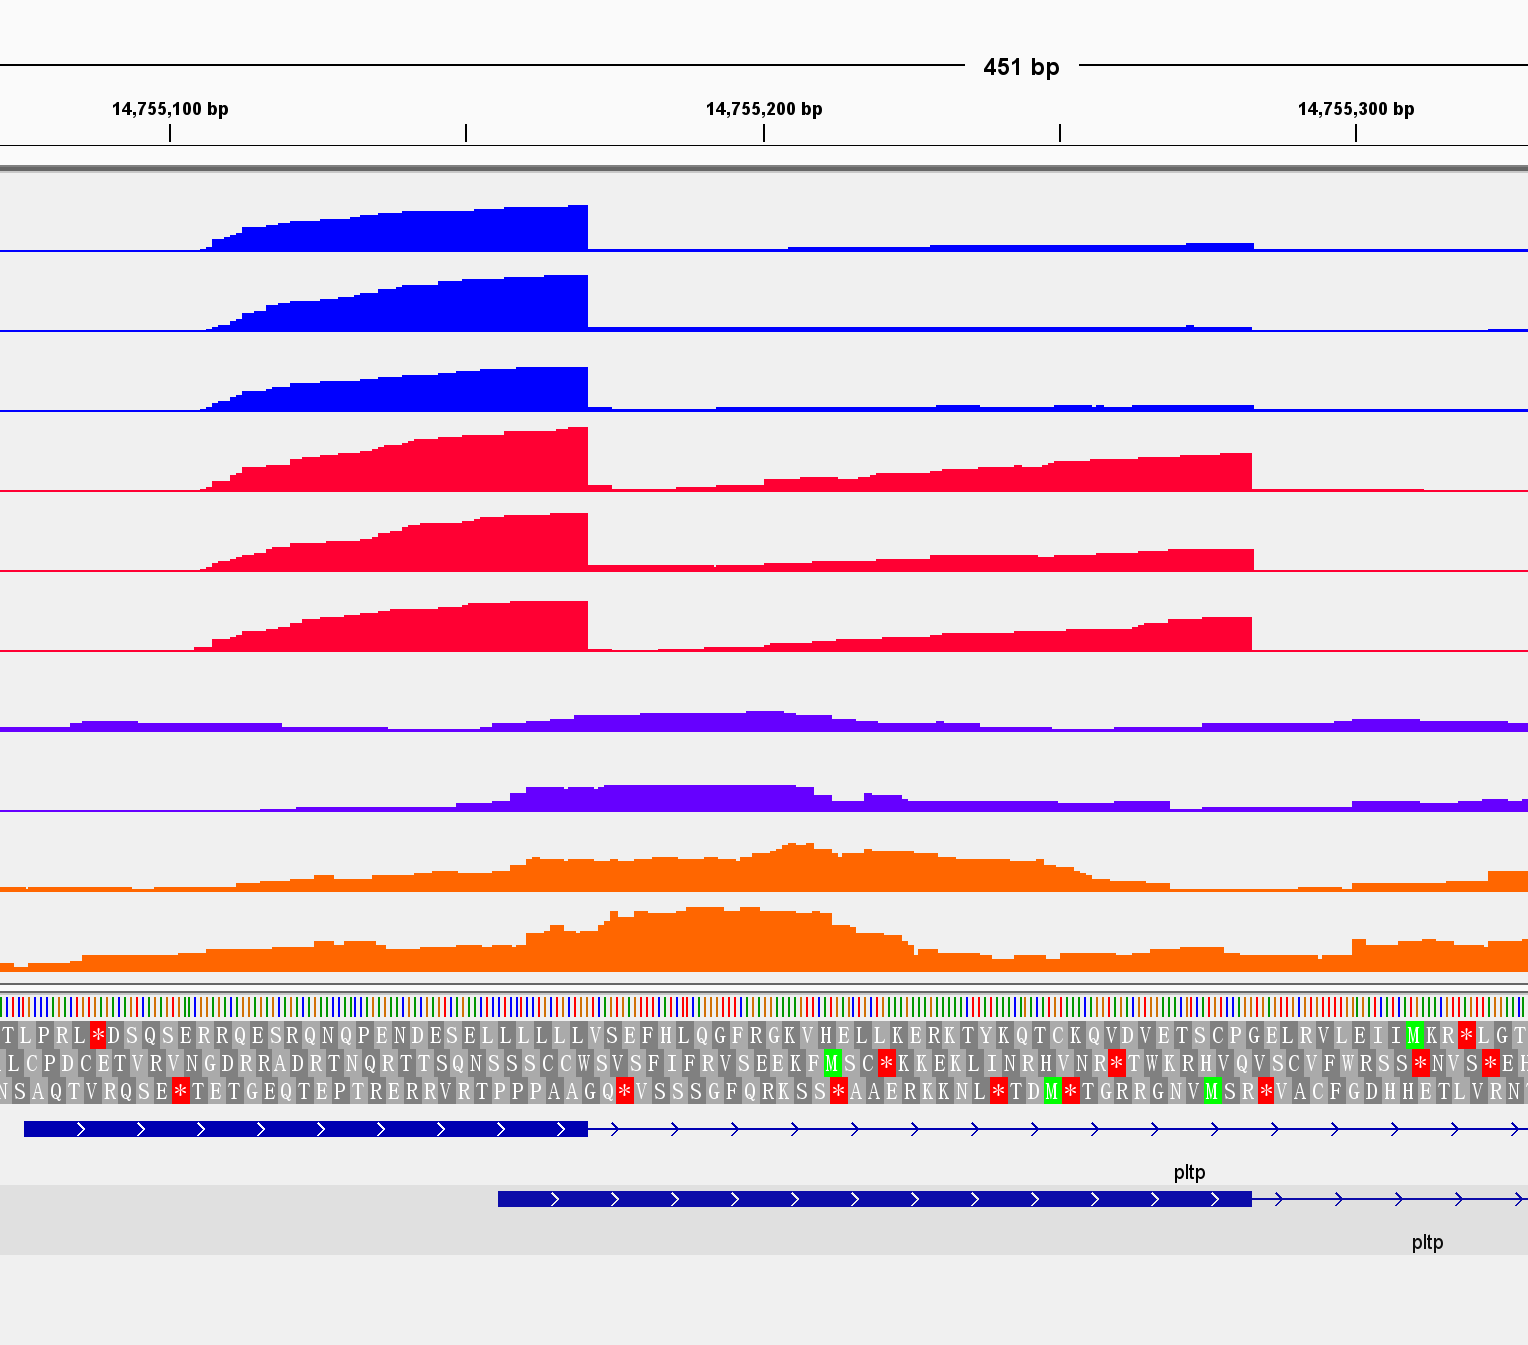 451 bp
14,755,100 bp 14,755,200 bp 14,755,300 bp
TLPRL*DSQSERRQESRQNQPENDESELLLLLLVSEFHLQGFRGKVHELLKERKTYKQTCKQVDVETSCPGELRVLEIIMKR*LGT
LCPDCETVRVNGDRRADRTNQRTTSQNSSSCCWSVSFIFRVSEEKFMSC*KKEKLINRHVNR*TWKRHVQVSCVFWRSS*NVS*EH
NSAQTVRQSE*TETGEQTEPTRERRVRTPPPAAGQ*VSSSGFQRKSS*AAERKKNL*TDM*TGRRGNVMSR*VACFGDHHETLVRN
pltp
pltp